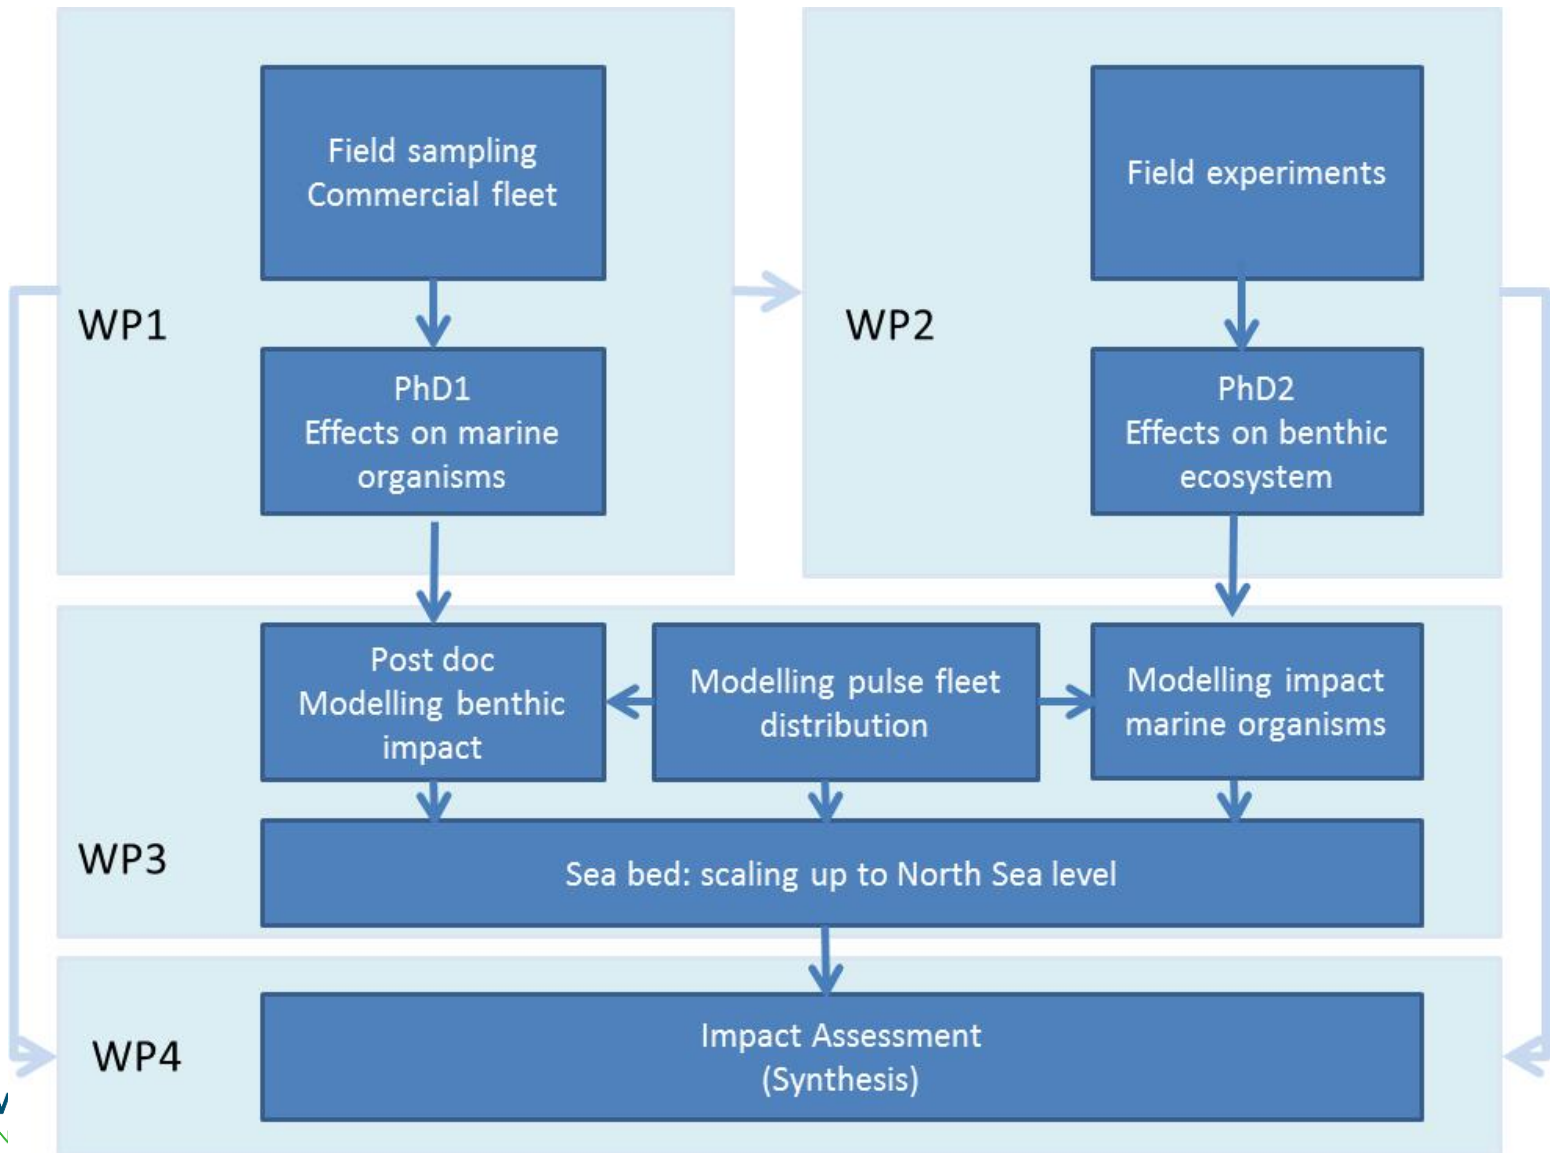 Field sampling
Commercial fleet
Field experiments
WP1
WP2
PhD1
Effects on marine
organisms
PhD2
Effects on benthic
ecosystem
Post doc
Modelling benthic
impact
Modelling pulse fleet
distribution
Modelling impact
marine organisms
WP3
Sea bed: scaling up to North Sea level
WP4
Impact Assessment
(Synthesis)